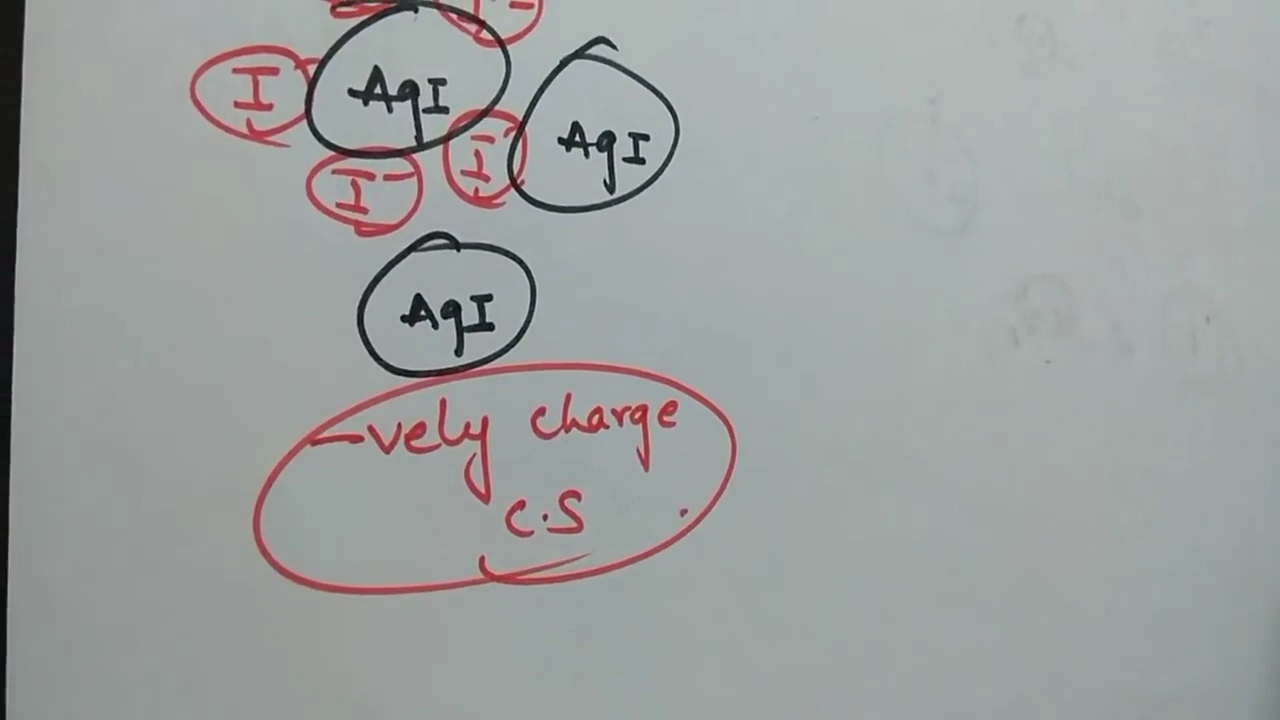 I⁻
I⁻ AgI
I⁻ AgI
I⁻
AgI
-vely charge
C.S